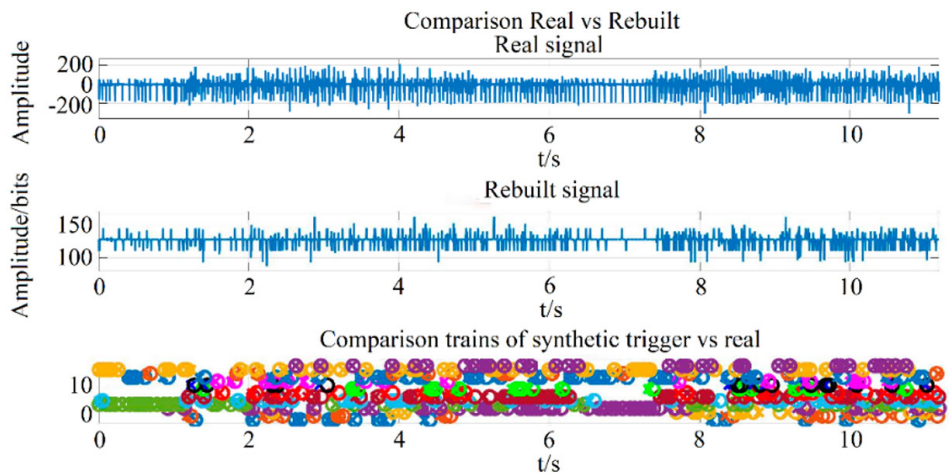 Comparison Real vs Rebuilt
Real signal
Amplitude
200
0
-200
0 2 4 6 8 10
t/s
Rebuilt signal
Amplitude/bits
150
100
0 2 4 6 8 10
t/s
Comparison trains of synthetic trigger vs real
10
0
0 2 4 6 8 10
t/s